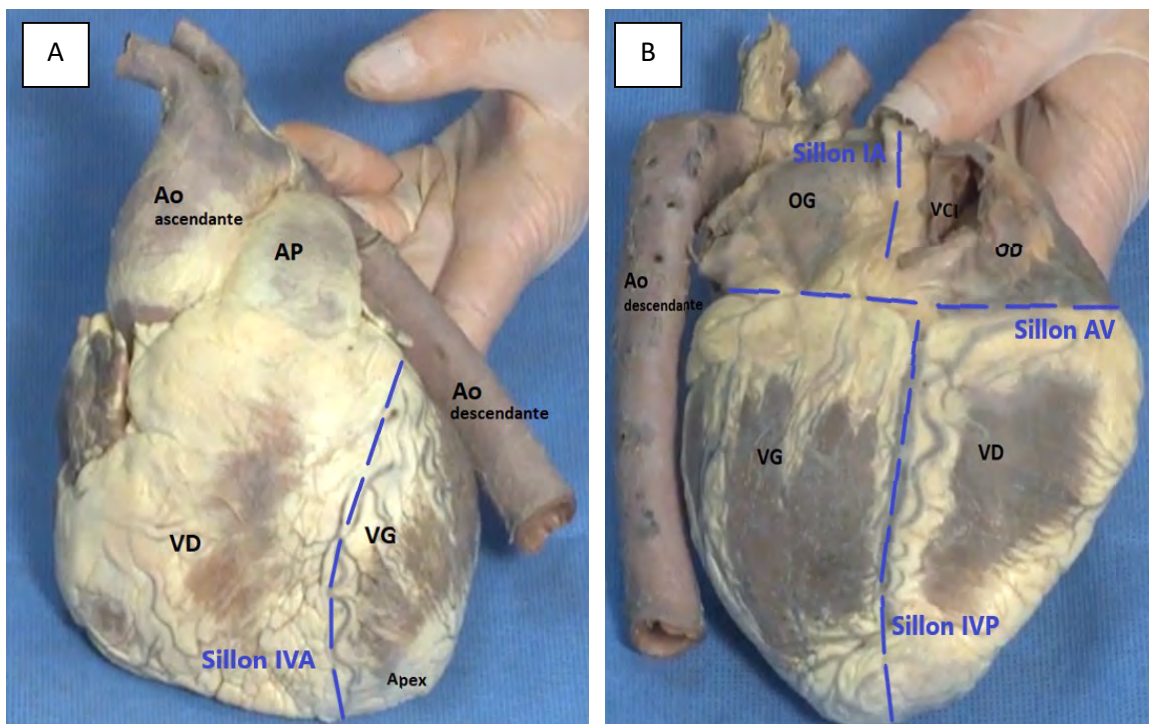 A
Ao
ascendante
AP
Ao
descendante
VD
VG
Sillon IVA
Apex
B
Sillon IA
OG
VCI
OD
Ao
descendante
Sillon AV
VG
VD
Sillon IVP